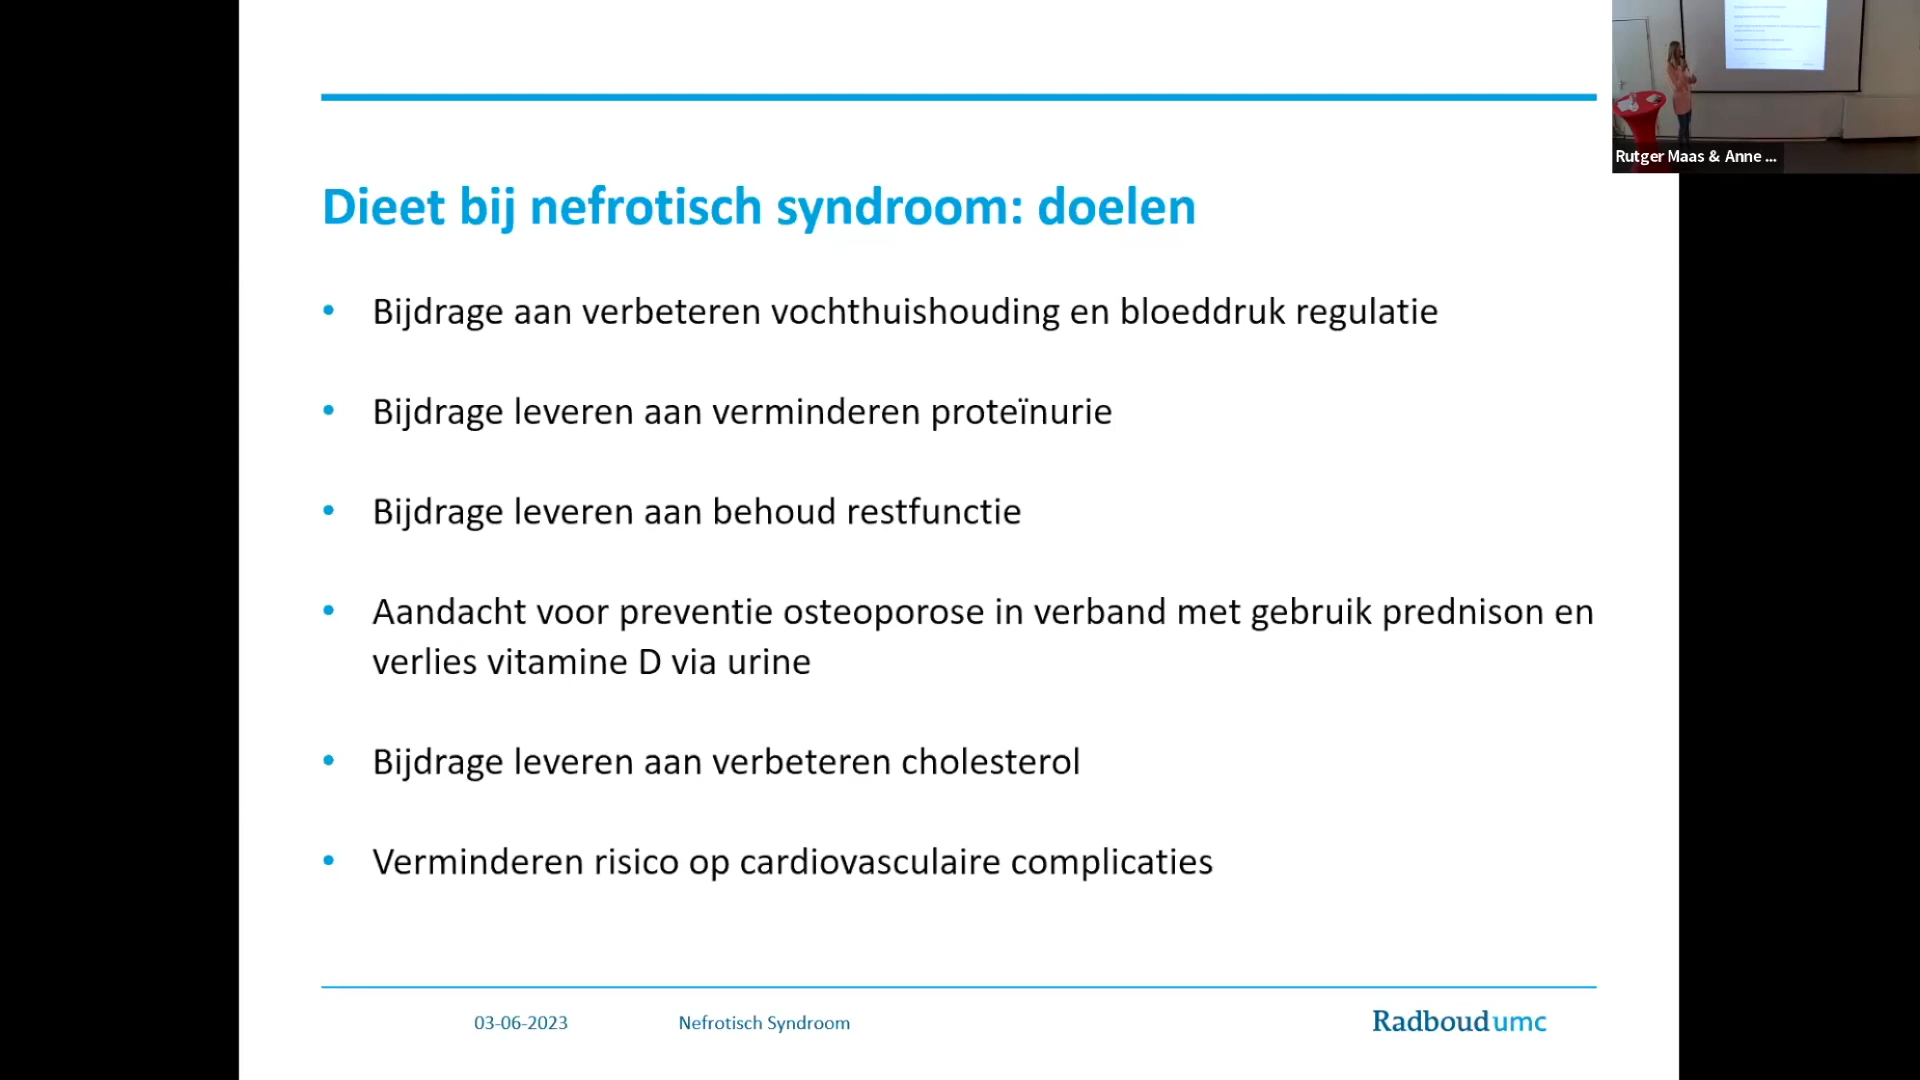 Rutger Maas & Anne ...
Dieet bij nefrotisch syndroom: doelen
• Bijdrage aan verbeteren vochthuishouding en bloeddruk regulatie
• Bijdrage leveren aan verminderen proteïnurie
• Bijdrage leveren aan behoud restfunctie
• Aandacht voor preventie osteoporose in verband met gebruik prednison en
verlies vitamine D via urine
• Bijdrage leveren aan verbeteren cholesterol
• Verminderen risico op cardiovasculaire complicaties
03-06-2023 Nefrotisch Syndroom Radboudumc